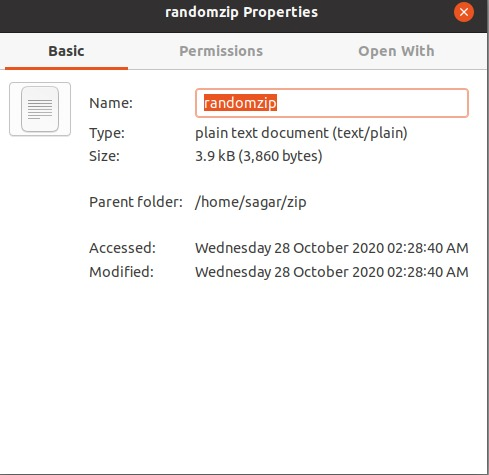 randomzip Properties
Basic Permissions Open With
Name: randomzip
Type: plain text document (text/plain)
Size: 3.9 kB (3,860 bytes)
Parent folder: /home/sagar/zip
Accessed: Wednesday 28 October 2020 02:28:40 AM
Modified: Wednesday 28 October 2020 02:28:40 AM